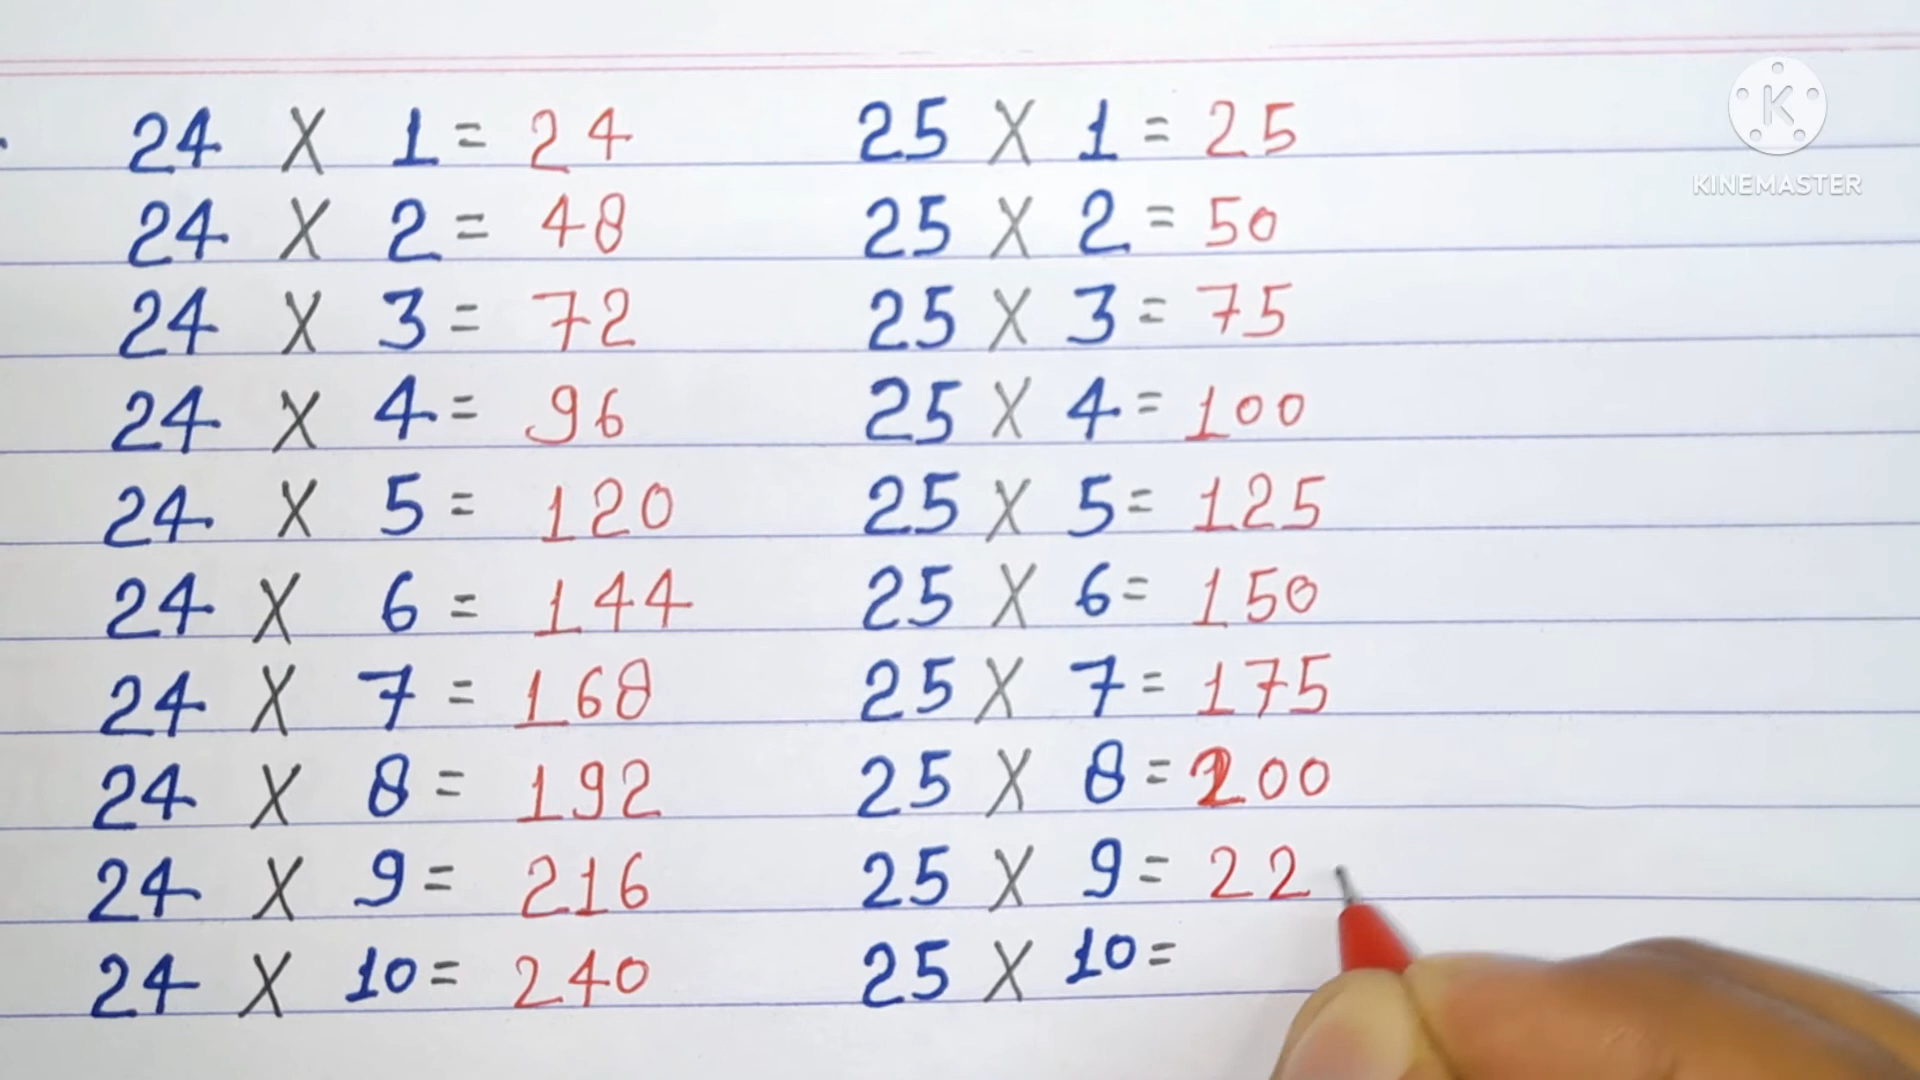 24 X 1 = 24
24 X 2 = 48
24 X 3 = 72
24 X 4 = 96
24 X 5 = 120
24 X 6 = 144
24 X 7 = 168
24 X 8 = 192
24 X 9 = 216
24 X 10 = 240
25 X 1 = 25
25 X 2 = 50
25 X 3 = 75
25 X 4 = 100
25 X 5 = 125
25 X 6 = 150
25 X 7 = 175
25 X 8 = 200
25 X 9 = 22
25 X 10 =
K
KINEMASTER